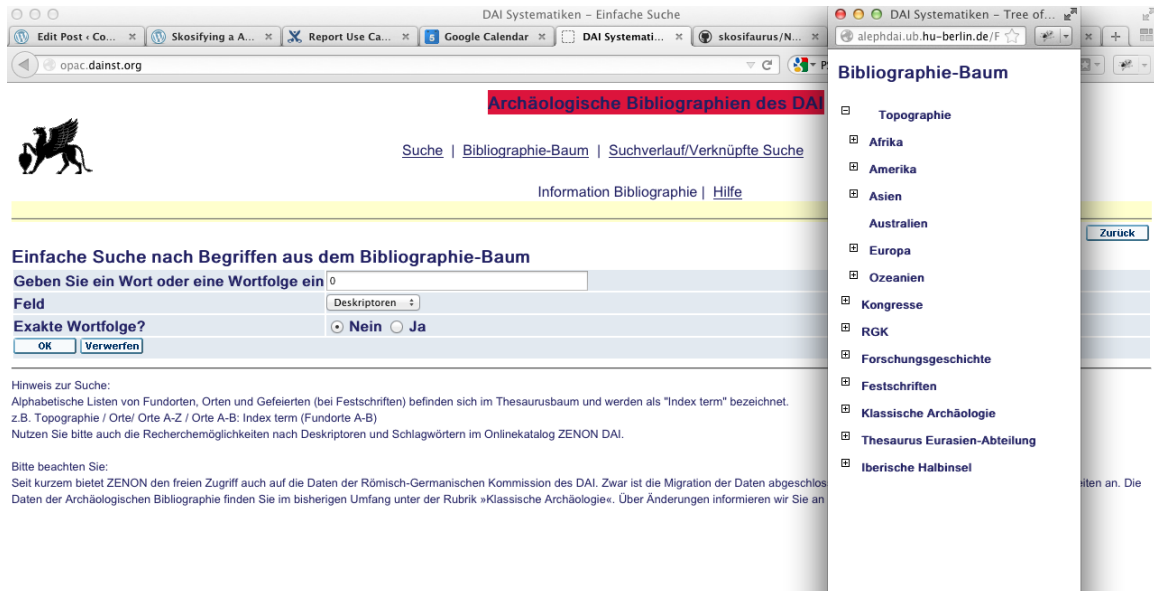 DAI Systematiken – Einfache Suche
Edit Post ‹ Co...
Skosifying a A...
Report Use Ca...
5 Google Calendar
DAI Systemati...
skosifaurus/N...
opac.dainst.org
Archäologische Bibliographien des DAI
Suche | Bibliographie-Baum | Suchverlauf/Verknüpfte Suche
Information Bibliographie | Hilfe
Zurück
Einfache Suche nach Begriffen aus dem Bibliographie-Baum
Geben Sie ein Wort oder eine Wortfolge ein 0
Feld Deskriptoren
Exakte Wortfolge? Nein Ja
OK Verwerfen
Hinweis zur Suche:
Alphabetische Listen von Fundorten, Orten und Gefeierten (bei Festschriften) befinden sich im Thesaurusbaum und werden als "Index term" bezeichnet.
z.B. Topographie / Orte/ Orte A-Z / Orte A-B: Index term (Fundorte A-B)
Nutzen Sie bitte auch die Recherchemöglichkeiten nach Deskriptoren und Schlagwörtern im Onlinekatalog ZENON DAI.
Bitte beachten Sie:
Seit kurzem bietet ZENON den freien Zugriff auch auf die Daten der Römisch-Germanischen Kommission des DAI. Zwar ist die Migration der Daten abgeschlos eiten an. Die
Daten der Archäologischen Bibliographie finden Sie im bisherigen Umfang unter der Rubrik »Klassische Archäologie«. Über Änderungen informieren wir Sie an
DAI Systematiken – Tree of...
alephdai.ub.hu-berlin.de/F
Bibliographie-Baum
Topographie
Afrika
Amerika
Asien
Australien
Europa
Ozeanien
Kongresse
RGK
Forschungsgeschichte
Festschriften
Klassische Archäologie
Thesaurus Eurasien-Abteilung
Iberische Halbinsel